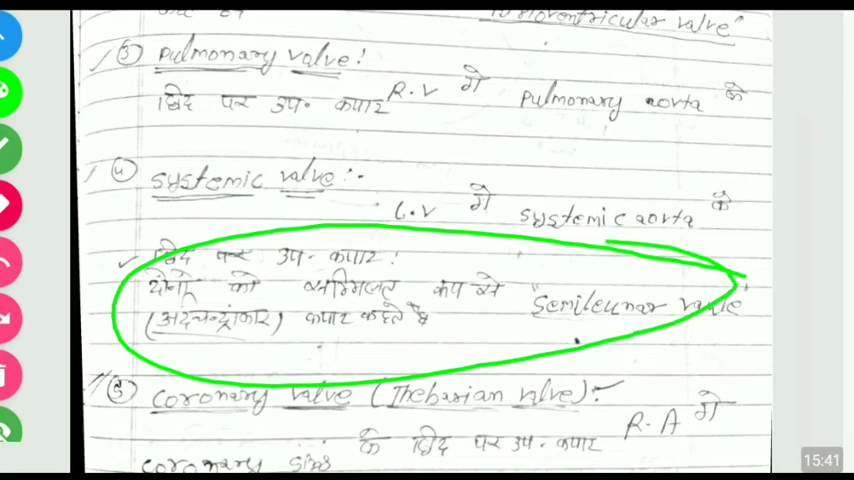 "Atrioventricular valve"
③ Pulmonary valve :
R.V में Pulmonary aorta के
छिद्र पर उप. कपाट
④ systemic valve :-
L.V में systemic aorta के
छिद्र पर उप. कपाट :
दोनों को सम्मिलित रूप से "Semileunar valve"
(अर्द्धचन्द्राकार) कपाट कहते है
⑤ coronary valve (Thebasian valve) :-
R.A में
coronary sinus के छिद्र पर उप. कपाट
15:41